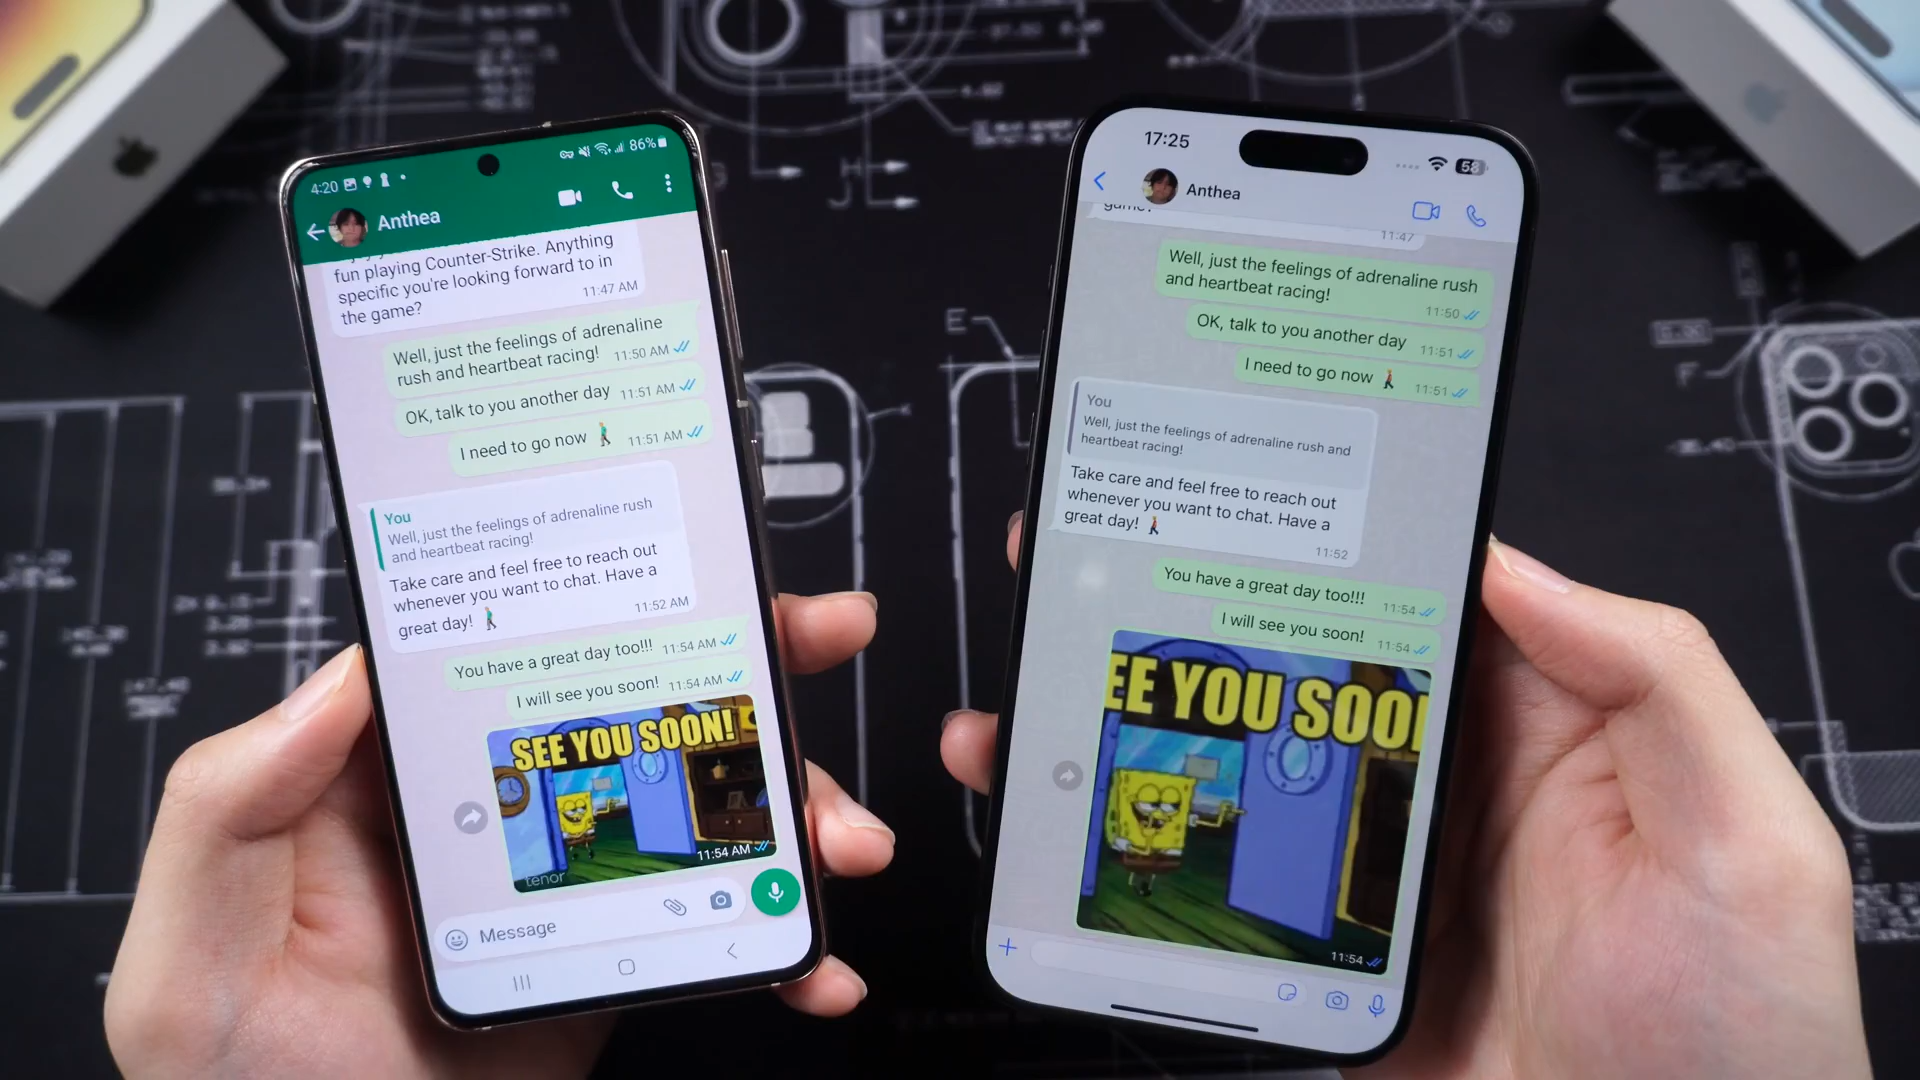 4:20
86%
Anthea
fun playing Counter-Strike. Anything
specific you're looking forward to in
the game?
11:47 AM
Well, just the feelings of adrenaline
rush and heartbeat racing!
11:50 AM
OK, talk to you another day
11:51 AM
I need to go now
11:51 AM
You
Well, just the feelings of adrenaline rush
and heartbeat racing!
Take care and feel free to reach out
whenever you want to chat. Have a
great day!
11:52 AM
You have a great day too!!!
11:54 AM
I will see you soon!
11:54 AM
SEE YOU SOON!
tenor
11:54 AM
Message
17:25
58
Anthea
game?
11:47
Well, just the feelings of adrenaline rush
and heartbeat racing!
11:50
OK, talk to you another day
11:51
I need to go now
11:51
You
Well, just the feelings of adrenaline rush and
heartbeat racing!
Take care and feel free to reach out
whenever you want to chat. Have a
great day!
11:52
You have a great day too!!!
11:54
I will see you soon!
11:54
EE YOU SOO
11:54
E
F
H
J
G